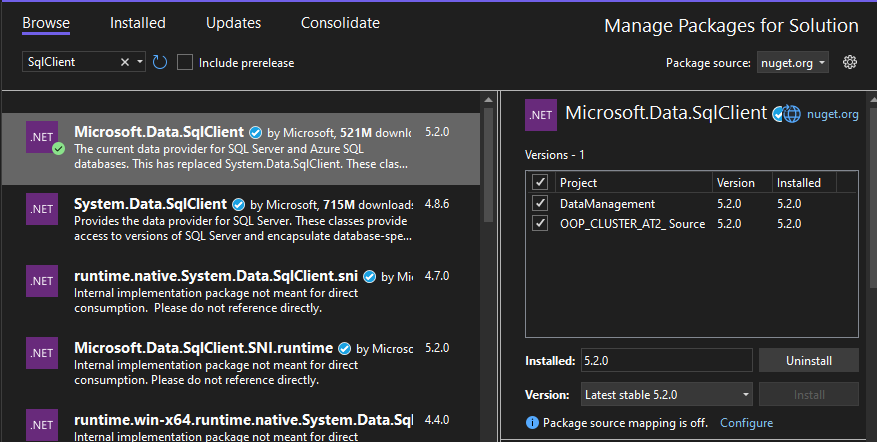 Browse Installed Updates Consolidate Manage Packages for Solution
SqlClient Include prerelease Package source: nuget.org
.NET Microsoft.Data.SqlClient by Microsoft, 521M downl 5.2.0
The current data provider for SQL Server and Azure SQL
databases. This has replaced System.Data.SqlClient. These clas...
.NET System.Data.SqlClient by Microsoft, 715M downloads 4.8.6
Provides the data provider for SQL Server. These classes provide
access to versions of SQL Server and encapsulate database-spe...
.NET runtime.native.System.Data.SqlClient.sni by Mi 4.7.0
Internal implementation package not meant for direct
consumption. Please do not reference directly.
.NET Microsoft.Data.SqlClient.SNI.runtime by Microso 5.2.0
Internal implementation package not meant for direct
consumption. Please do not reference directly.
.NET runtime.win-x64.runtime.native.System.Data.Sql 4.4.0
Internal implementation package not meant for direct
.NET Microsoft.Data.SqlClient nuget.org
Versions - 1
Project Version Installed
DataManagement 5.2.0 5.2.0
OOP_CLUSTER_AT2_ Source 5.2.0 5.2.0
Installed: 5.2.0 Uninstall
Version: Latest stable 5.2.0 Install
Package source mapping is off. Configure